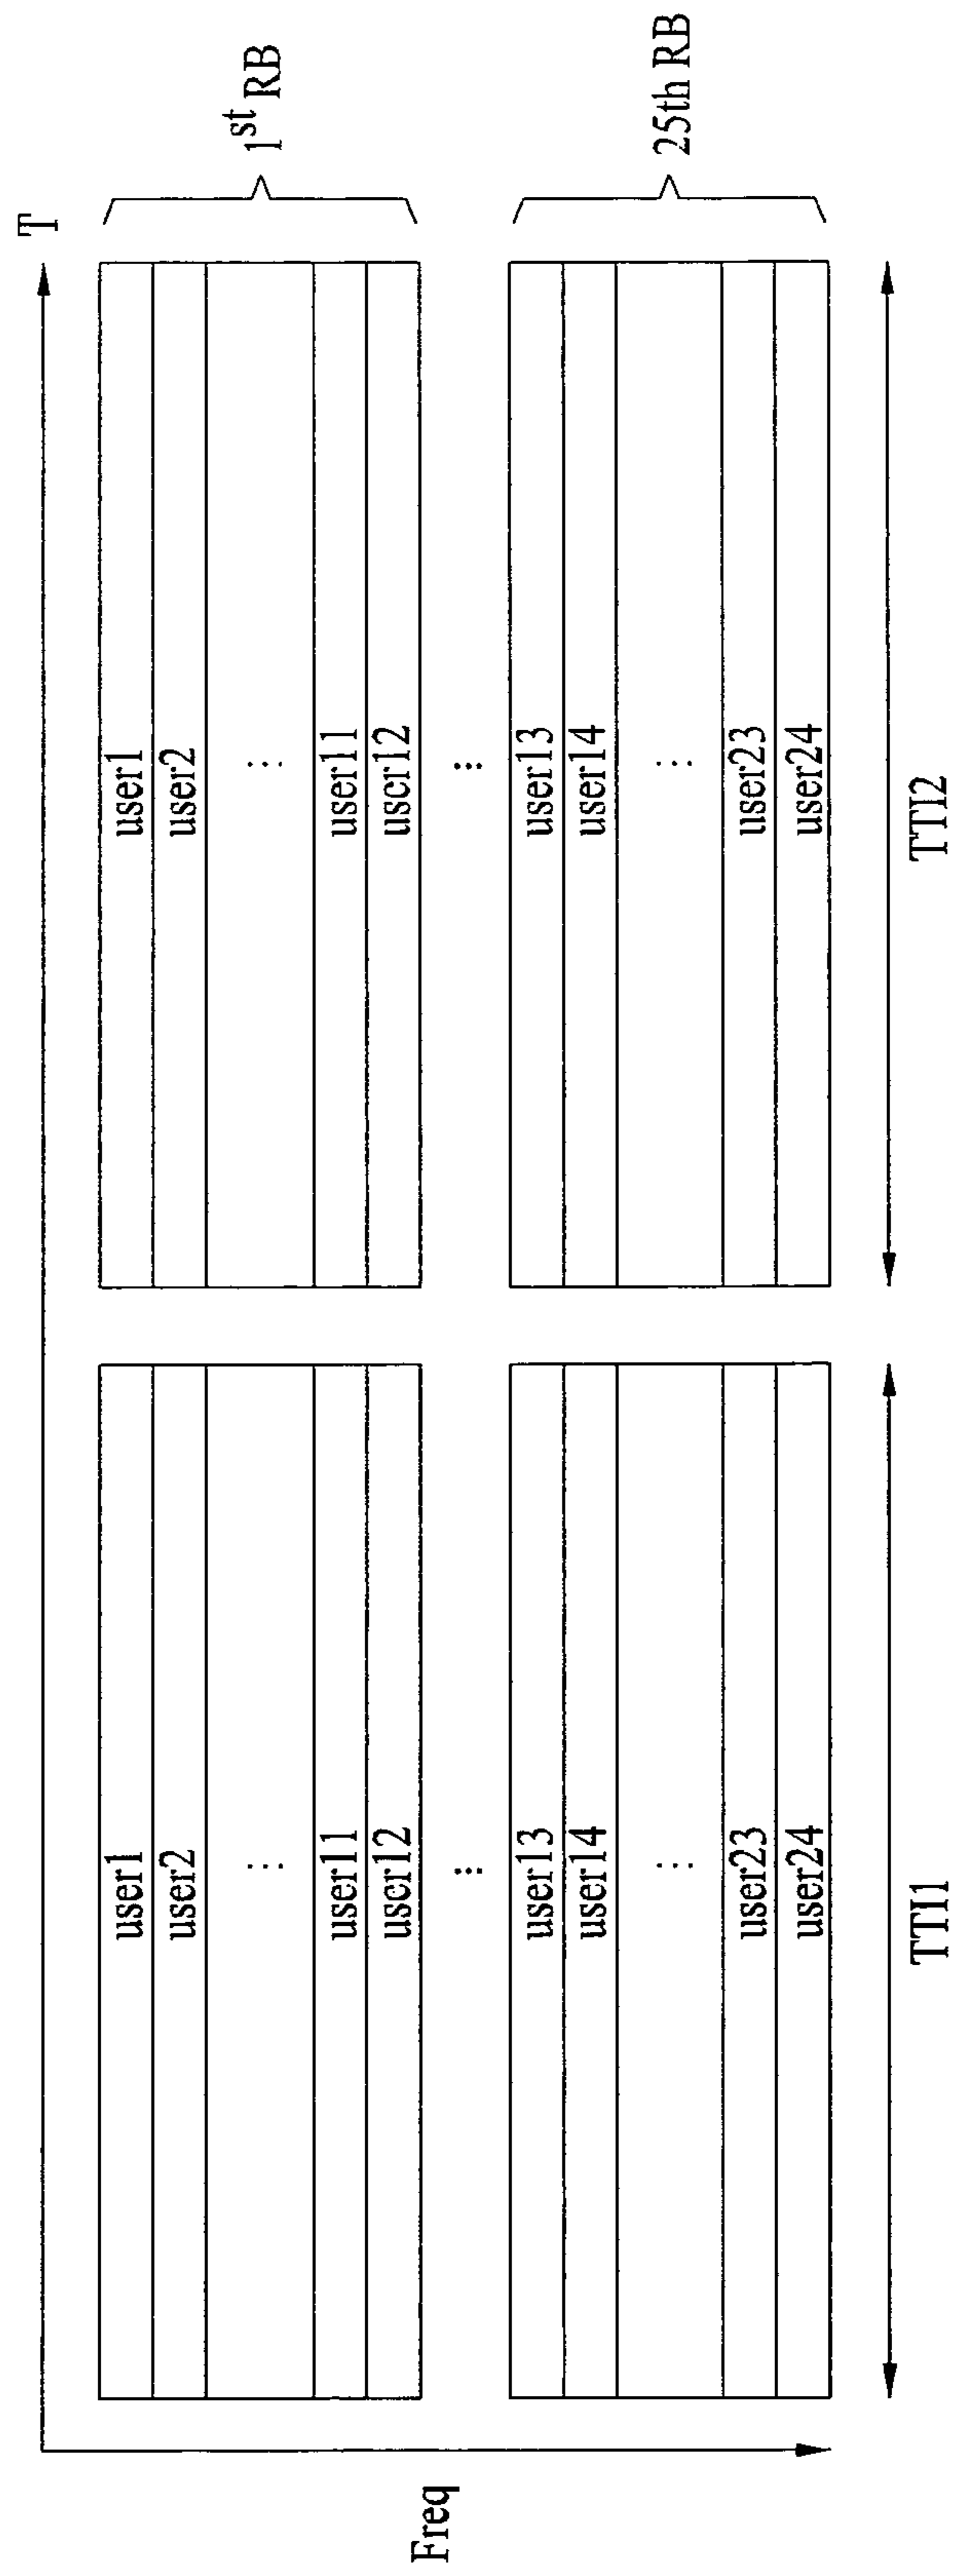 T
user1
user1
user2
user2
...
...
user11
user11
user12
user12
1st RB
...
...
Freq
user13
user13
user14
user14
...
...
user23
user23
user24
user24
25th RB
TTI1
TTI2